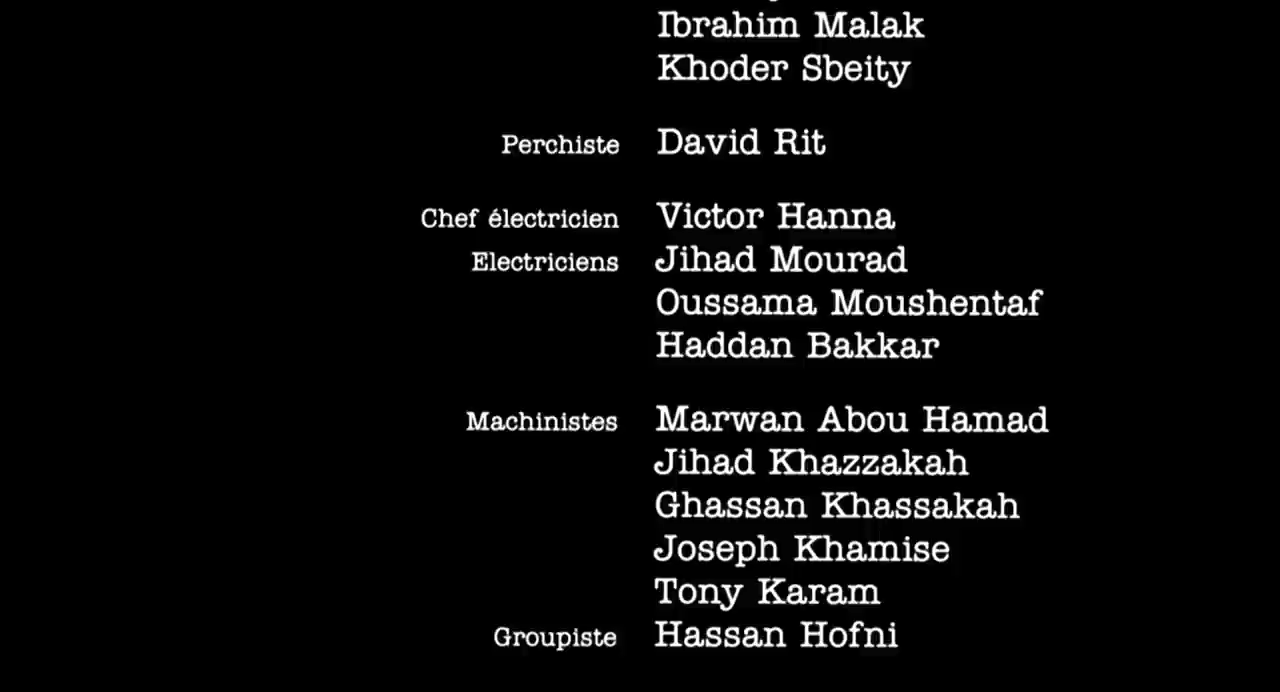 Ibrahim Malak
Khoder Sbeity
Perchiste David Rit
Chef électricien Victor Hanna
Electriciens Jihad Mourad
Oussama Moushentaf
Haddan Bakkar
Machinistes Marwan Abou Hamad
Jihad Khazzakah
Ghassan Khassakah
Joseph Khamise
Tony Karam
Groupiste Hassan Hofni